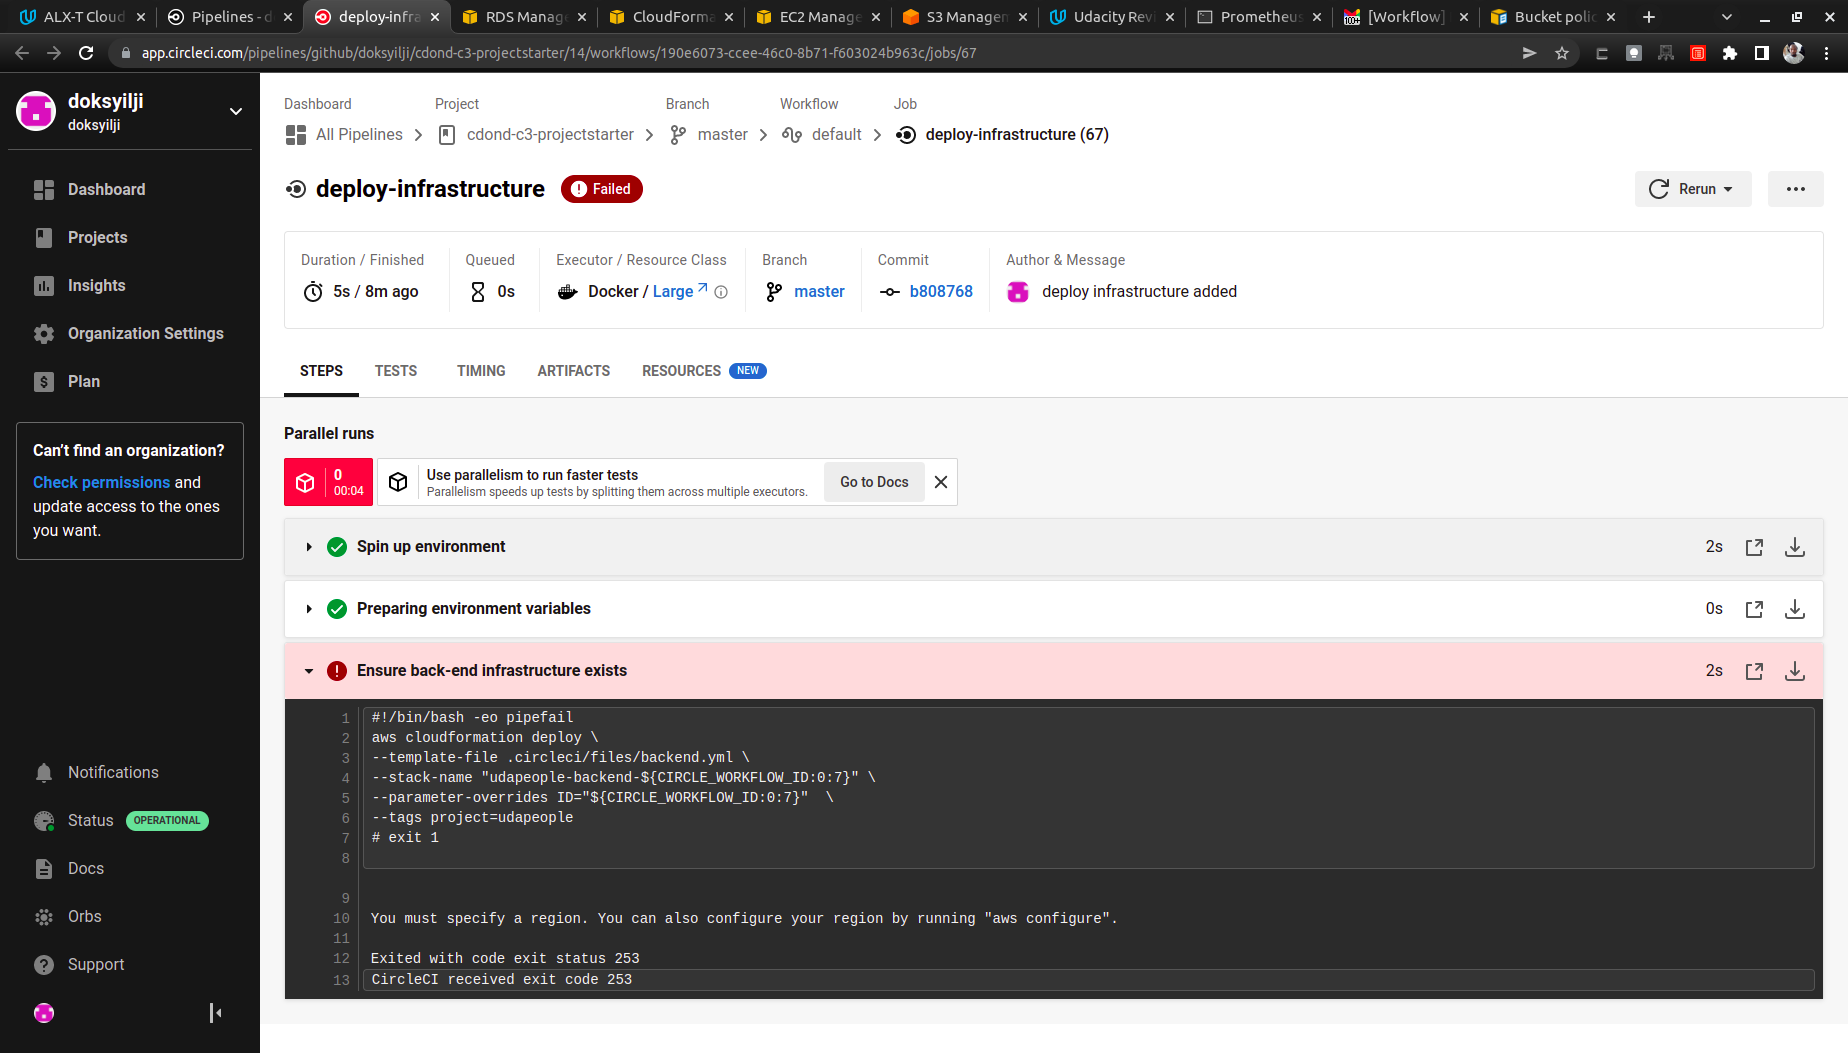 ALX-T Cloud
Pipelines - d
deploy-infra
RDS Manag
CloudForma
EC2 Manage
S3 Managem
Udacity Revi
Prometheus
[Workflow]
Bucket polic
app.circleci.com/pipelines/github/doksyilji/cdond-c3-projectstarter/14/workflows/190e6073-ccee-46c0-8b71-f603024b963c/jobs/67
doksyilji
doksyilji
Dashboard
Projects
Insights
Organization Settings
Plan
Can't find an organization?
Check permissions and
update access to the ones
you want.
Notifications
Status OPERATIONAL
Docs
Orbs
Support
Dashboard Project Branch Workflow Job
All Pipelines cdond-c3-projectstarter master default deploy-infrastructure (67)
deploy-infrastructure Failed
Rerun
Duration / Finished Queued Executor / Resource Class Branch Commit Author & Message
5s / 8m ago 0s Docker / Large master b808768 deploy infrastructure added
STEPS TESTS TIMING ARTIFACTS RESOURCES NEW
Parallel runs
0
00:04
Use parallelism to run faster tests
Parallelism speeds up tests by splitting them across multiple executors.
Go to Docs
Spin up environment 2s
Preparing environment variables 0s
Ensure back-end infrastructure exists 2s
1 #!/bin/bash -eo pipefail
2 aws cloudformation deploy \
3 --template-file .circleci/files/backend.yml \
4 --stack-name "udapeople-backend-${CIRCLE_WORKFLOW_ID:0:7}" \
5 --parameter-overrides ID="${CIRCLE_WORKFLOW_ID:0:7}"  \
6 --tags project=udapeople
7 # exit 1
8
9
10 You must specify a region. You can also configure your region by running "aws configure".
11
12 Exited with code exit status 253
13 CircleCI received exit code 253